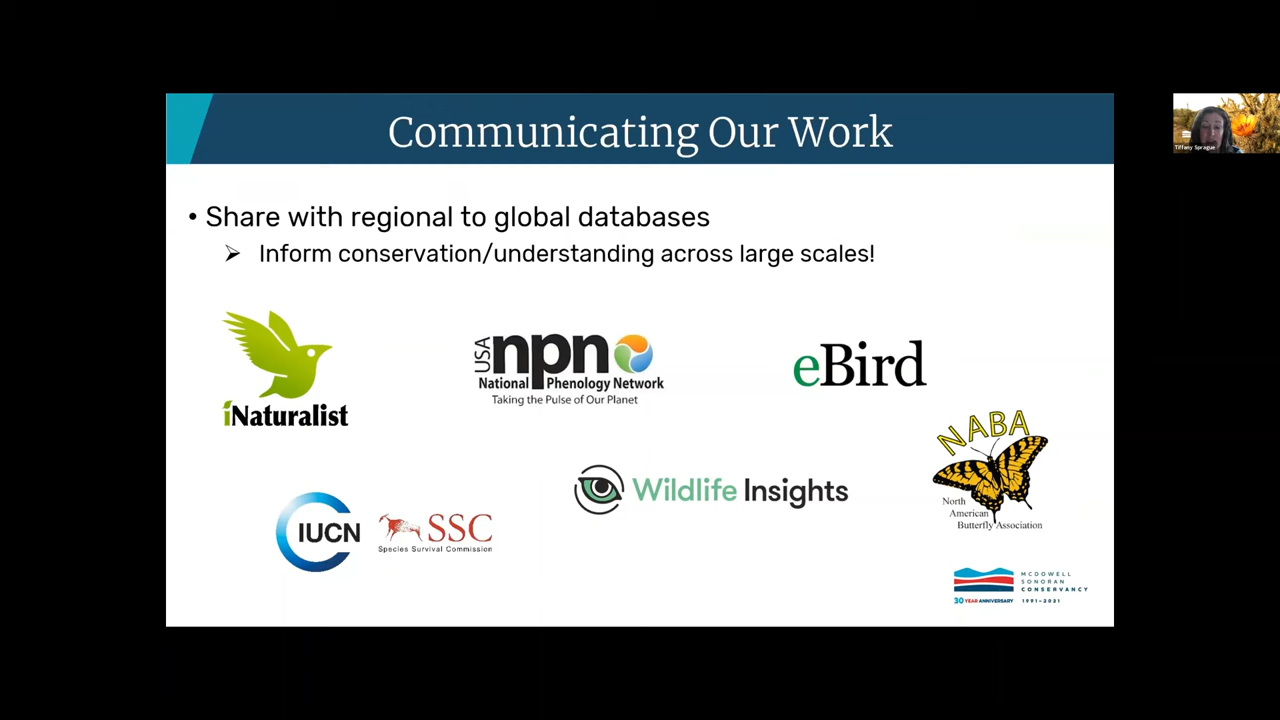 Communicating Our Work
Tiffany Sprague
• Share with regional to global databases
➢ Inform conservation/understanding across large scales!
iNaturalist
USA npn
National Phenology Network
Taking the Pulse of Our Planet
eBird
NABA
North
American
Butterfly Association
Wildlife Insights
IUCN
SSC
Species Survival Commission
MCDOWELL
SONORAN
CONSERVANCY
30 YEAR ANNIVERSARY 1991-2021